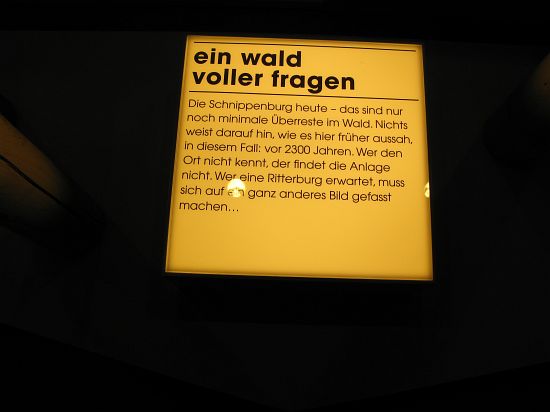 ein wald
voller fragen
Die Schnippenburg heute – das sind nur
noch minimale Überreste im Wald. Nichts
weist darauf hin, wie es hier früher aussah,
in diesem Fall: vor 2300 Jahren. Wer den
Ort nicht kennt, der findet die Anlage
nicht. Wer eine Ritterburg erwartet, muss
sich auf ein ganz anderes Bild gefasst
machen...